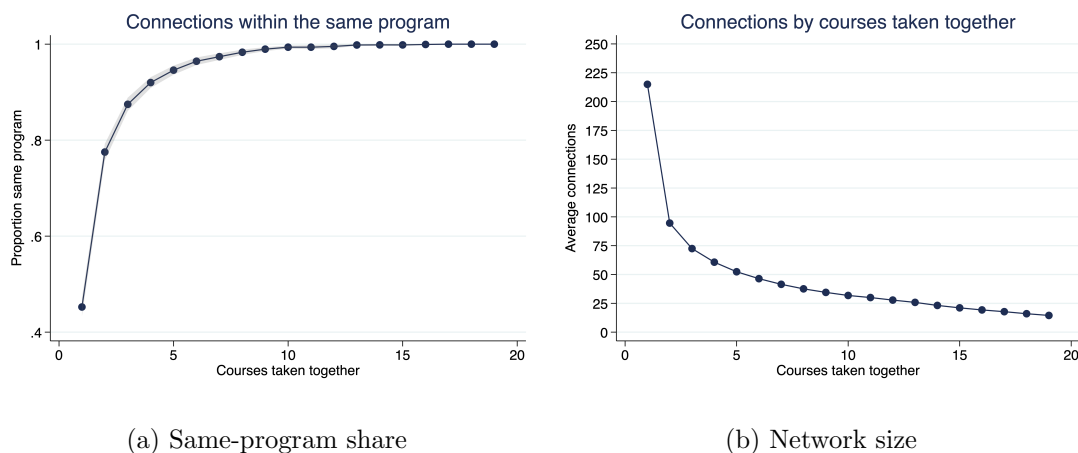 Connections within the same program
Proportion same program
1
.8
.6
.4
0 5 10 15 20
Courses taken together
(a) Same-program share
Connections by courses taken together
Average connections
250
225
200
175
150
125
100
75
50
25
0
0 5 10 15 20
Courses taken together
(b) Network size